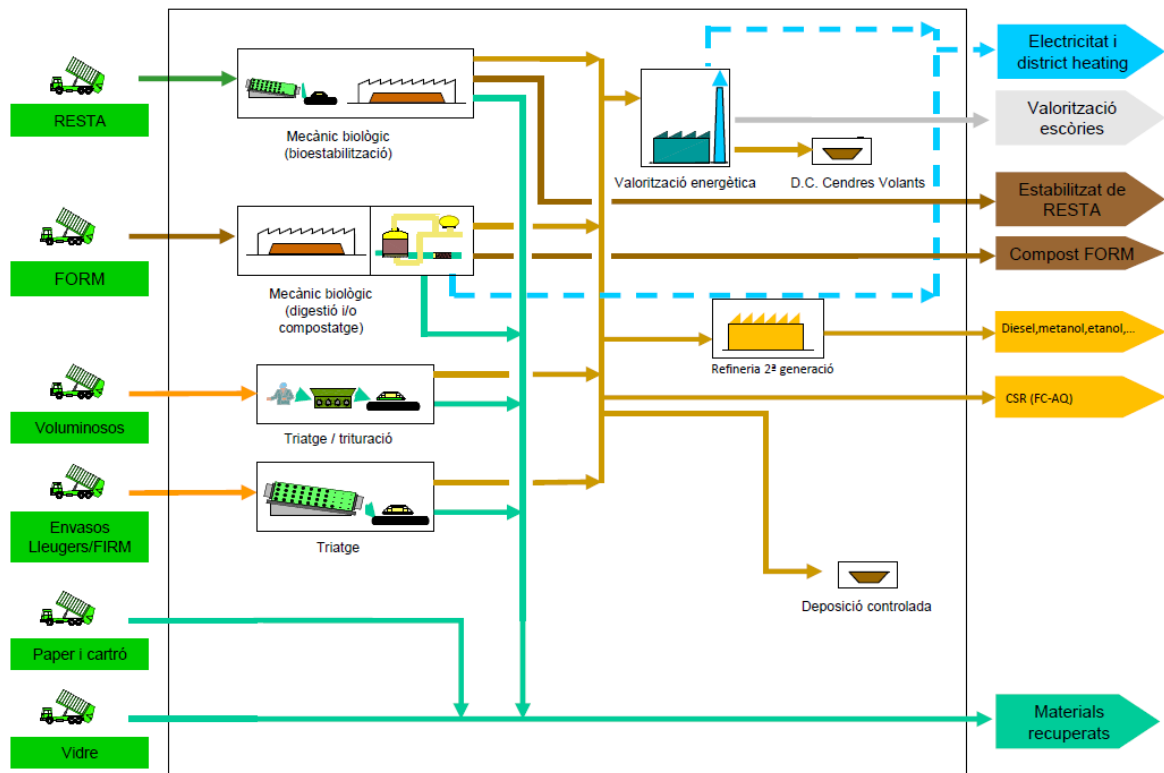 RESTA
FORM
Voluminosos
Envasos
Lleugers/FIRM
Paper i cartró
Vidre
Mecànic biològic
(bioestabilització)
Mecànic biològic
(digestió i/o
compostatge)
Triatge / trituració
Triatge
Valorització energètica
D.C. Cendres Volants
Refineria 2ª generació
Deposició controlada
Electricitat i
district heating
Valorització
escòries
Estabilitzat de
RESTA
Compost FORM
Diesel,metanol,etanol,...
CSR (FC-AQ)
Materials
recuperats